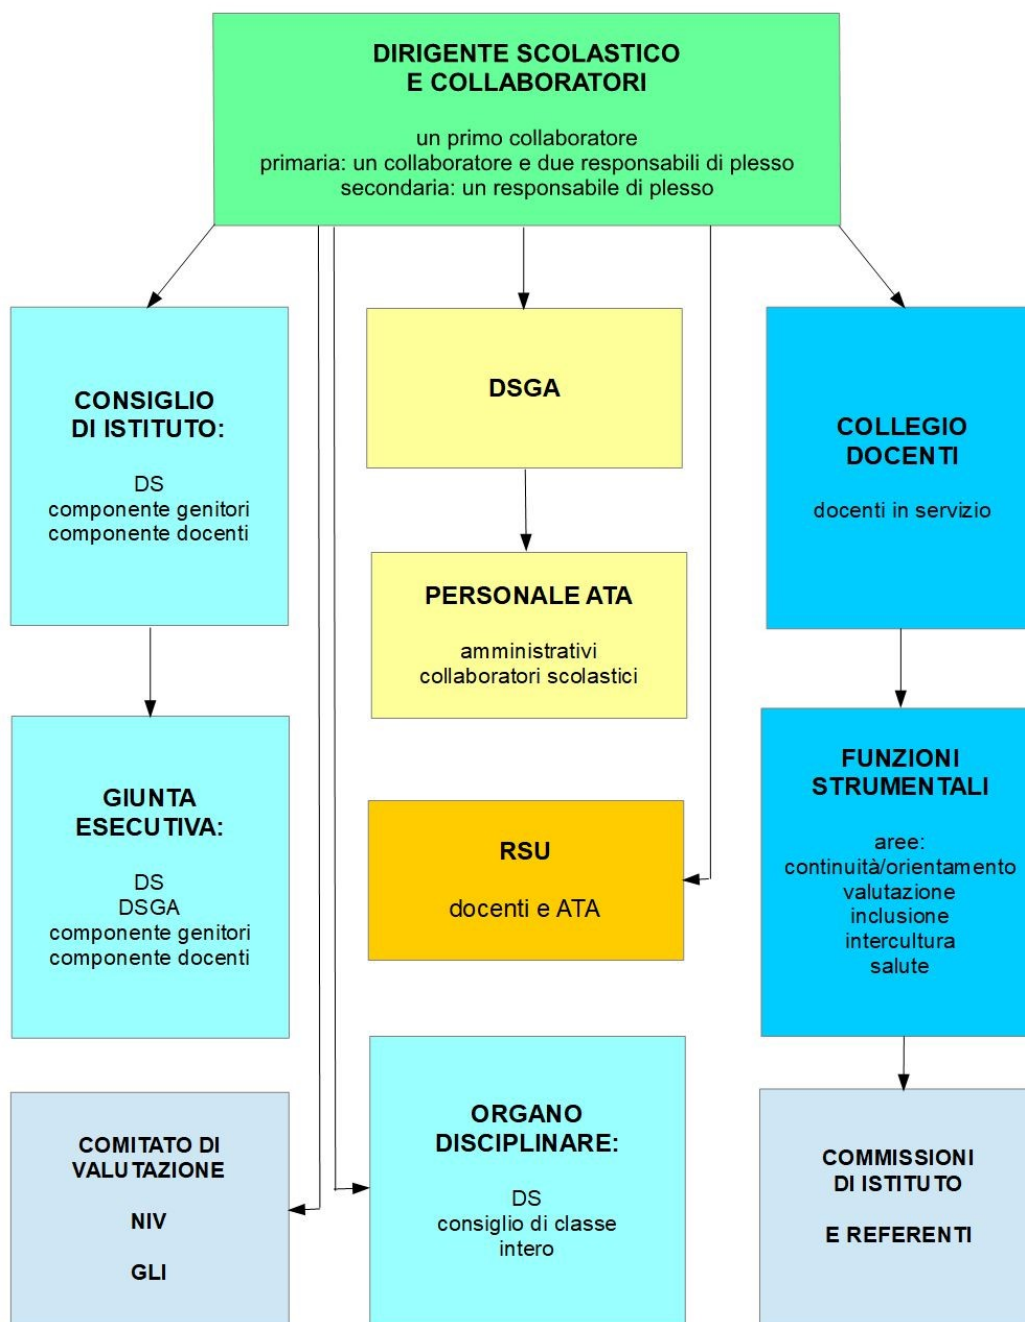 DIRIGENTE SCOLASTICO
E COLLABORATORI
un primo collaboratore
primaria: un collaboratore e due responsabili di plesso
secondaria: un responsabile di plesso
CONSIGLIO
DI ISTITUTO:
DS
componente genitori
componente docenti
DSGA
COLLEGIO
DOCENTI
docenti in servizio
PERSONALE ATA
amministrativi
collaboratori scolastici
GIUNTA
ESECUTIVA:
DS
DSGA
componente genitori
componente docenti
RSU
docenti e ATA
FUNZIONI
STRUMENTALI
aree:
continuità/orientamento
valutazione
inclusione
intercultura
salute
COMITATO DI
VALUTAZIONE
NIV
GLI
ORGANO
DISCIPLINARE:
DS
consiglio di classe
intero
COMMISSIONI
DI ISTITUTO
E REFERENTI